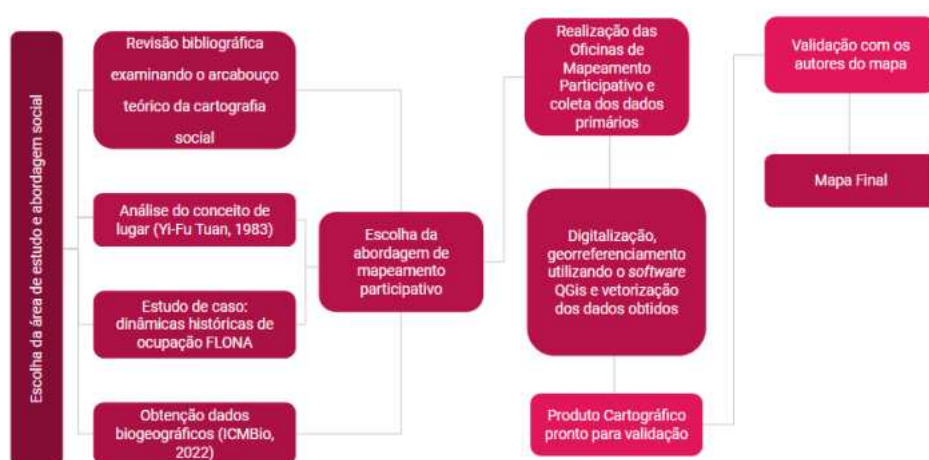 Escolha da área de estudo e abordagem social
Revisão bibliográfica
examinando o arcabouço
teórico da cartografia
social
Análise do conceito de
lugar (Yi-Fu Tuan, 1983)
Estudo de caso:
dinâmicas históricas de
ocupação FLONA
Obtenção dados
biogeográficos (ICMBio,
2022)
Escolha da
abordagem de
mapeamento
participativo
Realização das
Oficinas de
Mapeamento
Participativo e
coleta dos dados
primários
Digitalização,
georreferenciamento
utilizando o software
QGis e vetorização
dos dados obtidos
Produto Cartográfico
pronto para validação
Validação com os
autores do mapa
Mapa Final